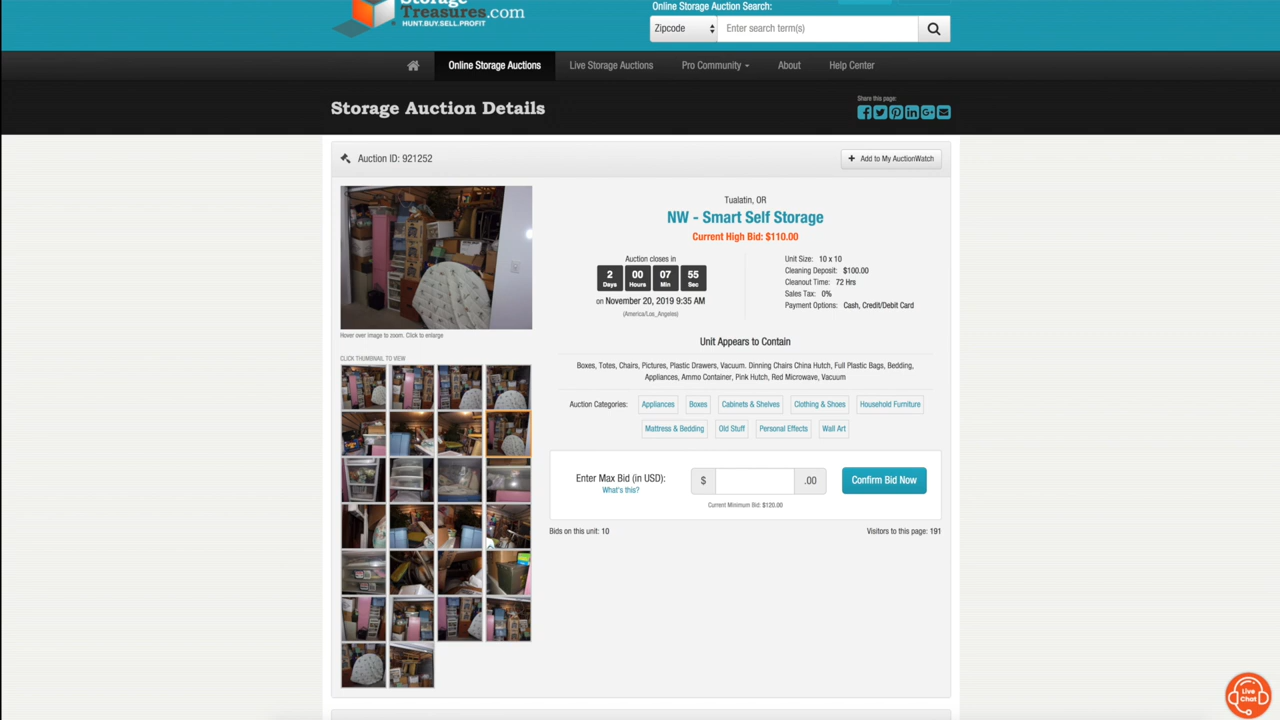 Storage
Treasures.com
HUNT.BUY.SELL.PROFIT
Online Storage Auction Search:
Zipcode
Enter search term(s)
Online Storage Auctions
Live Storage Auctions
Pro Community
About
Help Center
Storage Auction Details
Share this page:
Auction ID: 921252
+ Add to My AuctionWatch
Tualatin, OR
NW - Smart Self Storage
Current High Bid: $110.00
Auction closes in
2 00 07 55
Days Hours Min Sec
on November 20, 2019 9:35 AM
(America/Los_Angeles)
Unit Size: 10 x 10
Cleaning Deposit: $100.00
Cleanout Time: 72 Hrs
Sales Tax: 0%
Payment Options: Cash, Credit/Debit Card
Hover over image to zoom. Click to enlarge
CLICK THUMBNAIL TO VIEW
Unit Appears to Contain
Boxes, Totes, Chairs, Pictures, Plastic Drawers, Vacuum. Dinning Chairs China Hutch, Full Plastic Bags, Bedding,
Appliances, Ammo Container, Pink Hutch, Red Microwave, Vacuum
Auction Categories: Appliances Boxes Cabinets & Shelves Clothing & Shoes Household Furniture
Mattress & Bedding Old Stuff Personal Effects Wall Art
Enter Max Bid (in USD):
What's this?
$ .00
Confirm Bid Now
Current Minimum Bid: $120.00
Bids on this unit: 10
Visitors to this page: 191
Live
Chat